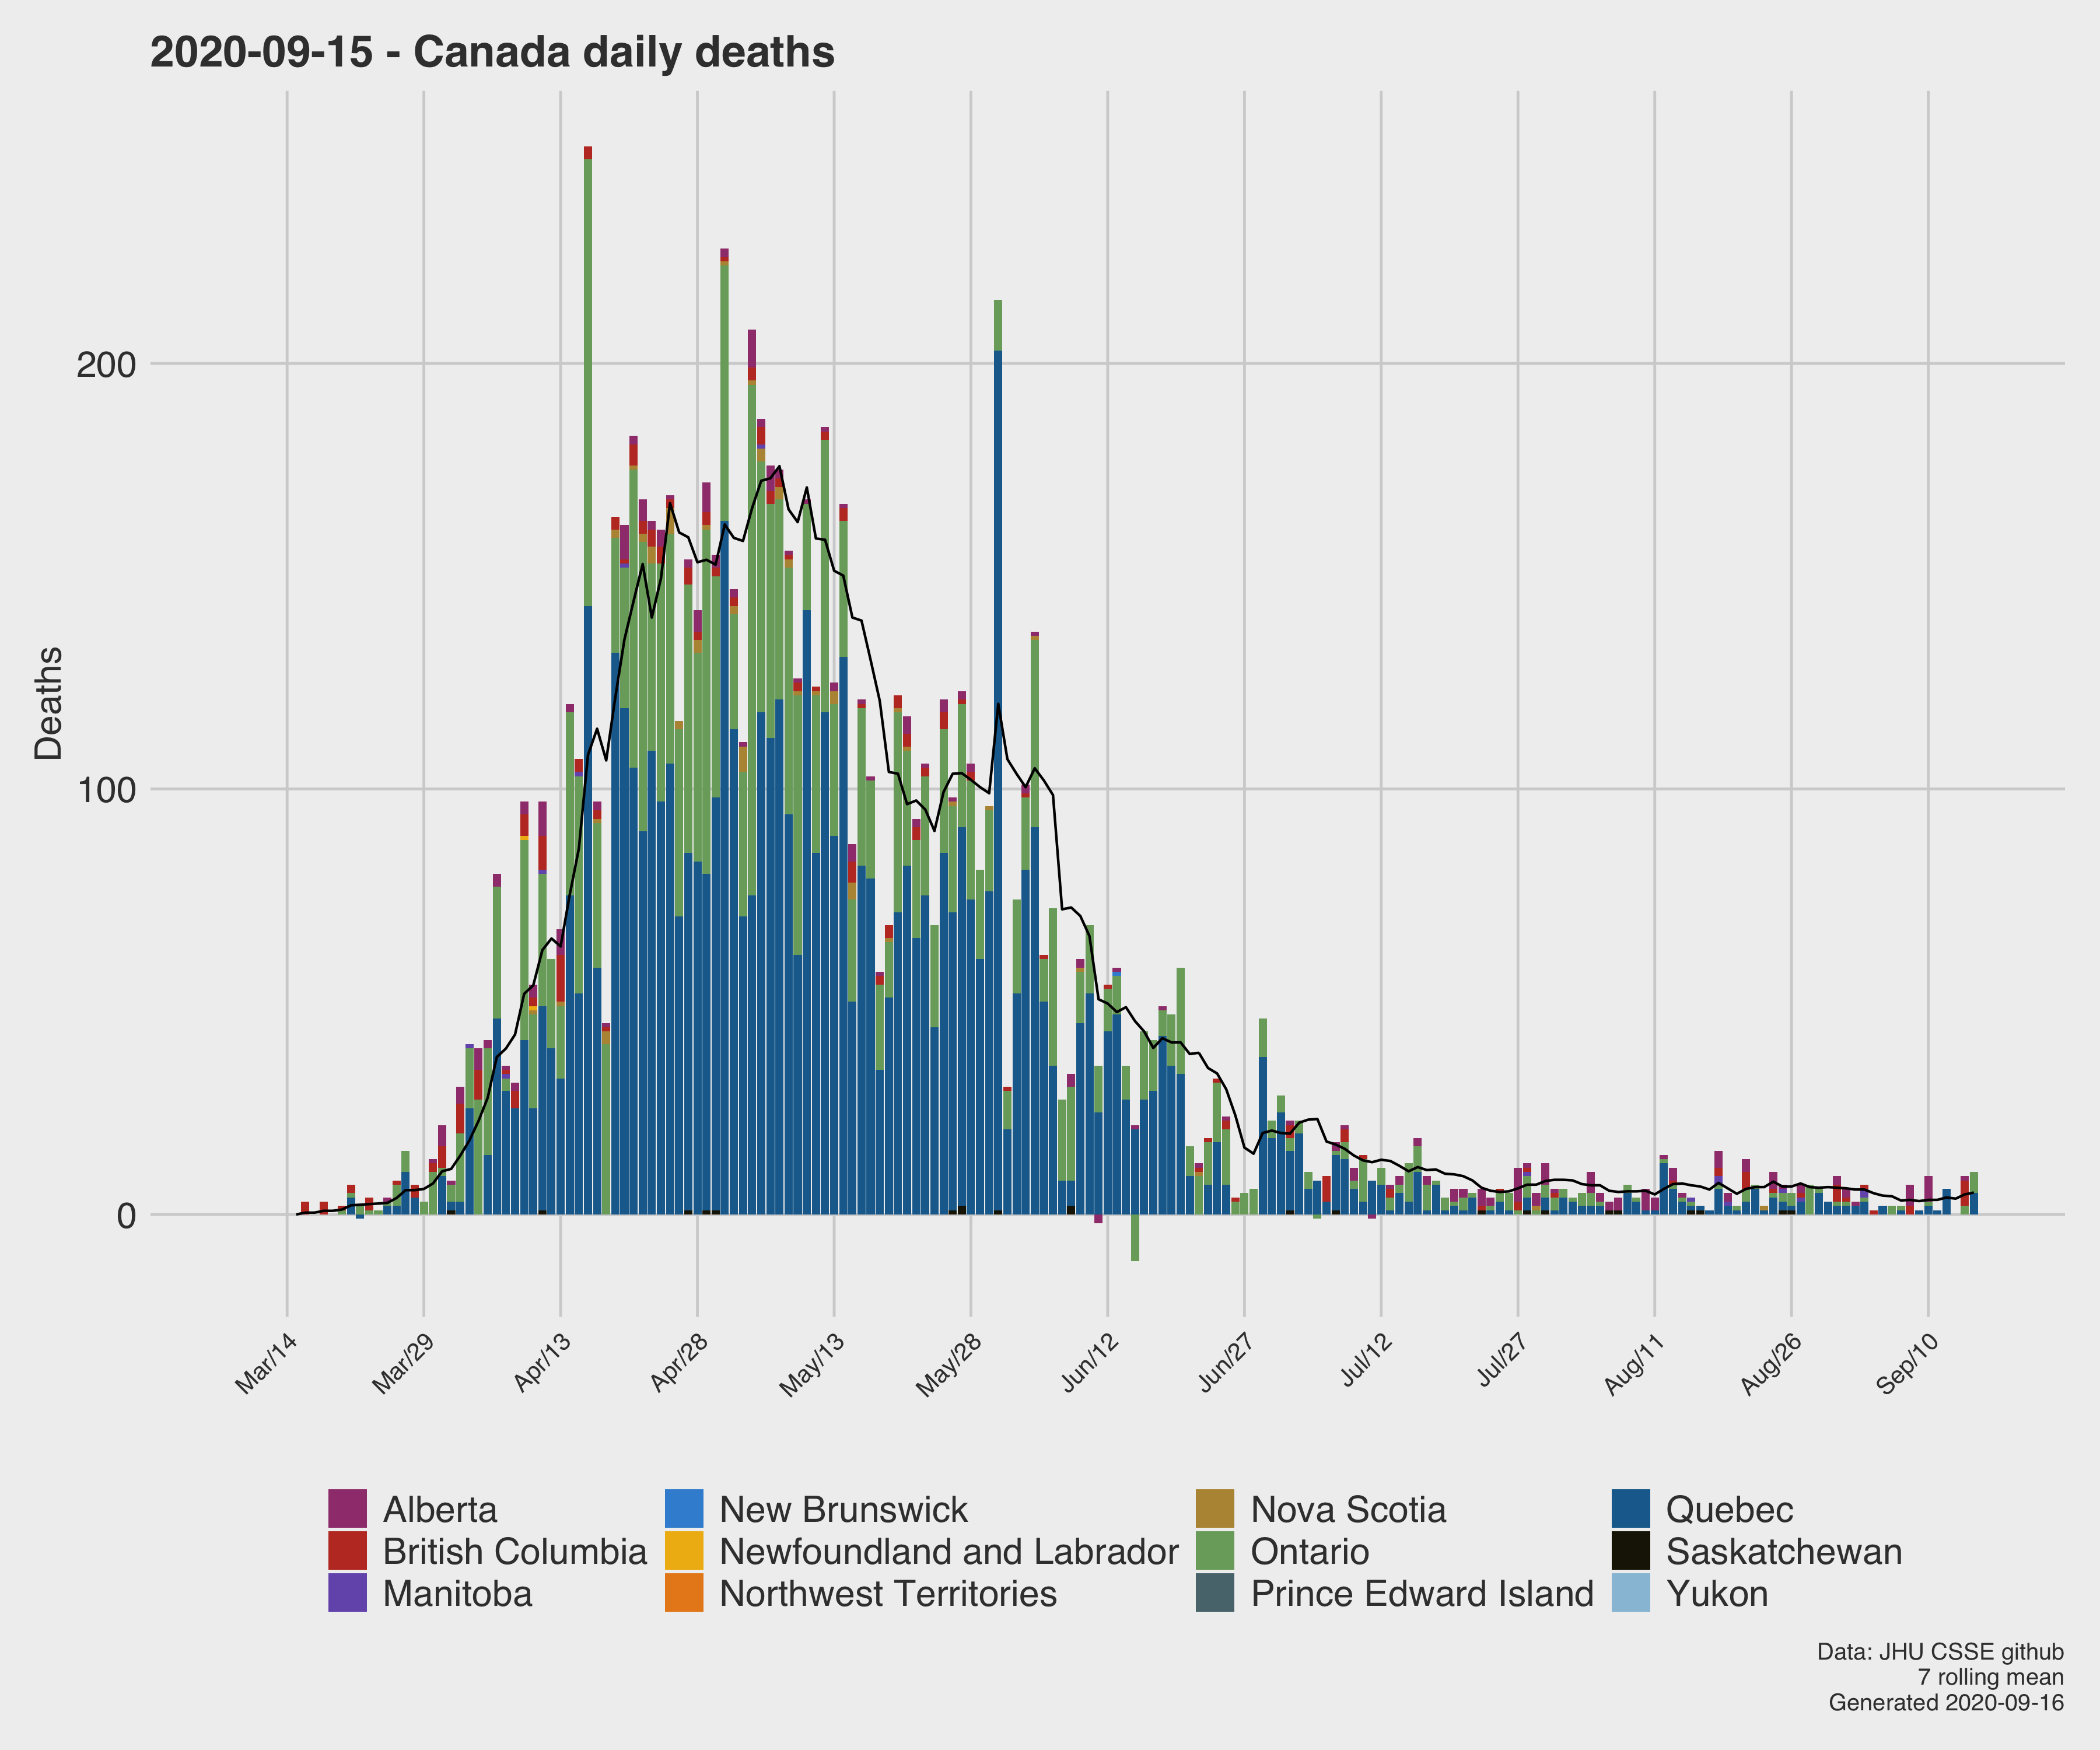 2020-09-15 - Canada daily deaths
Deaths
200
100
0
Mar/14
Mar/29
Apr/13
Apr/28
May/13
May/28
Jun/12
Jun/27
Jul/12
Jul/27
Aug/11
Aug/26
Sep/10
Alberta
British Columbia
Manitoba
New Brunswick
Newfoundland and Labrador
Northwest Territories
Nova Scotia
Ontario
Prince Edward Island
Quebec
Saskatchewan
Yukon
Data: JHU CSSE github
7 rolling mean
Generated 2020-09-16